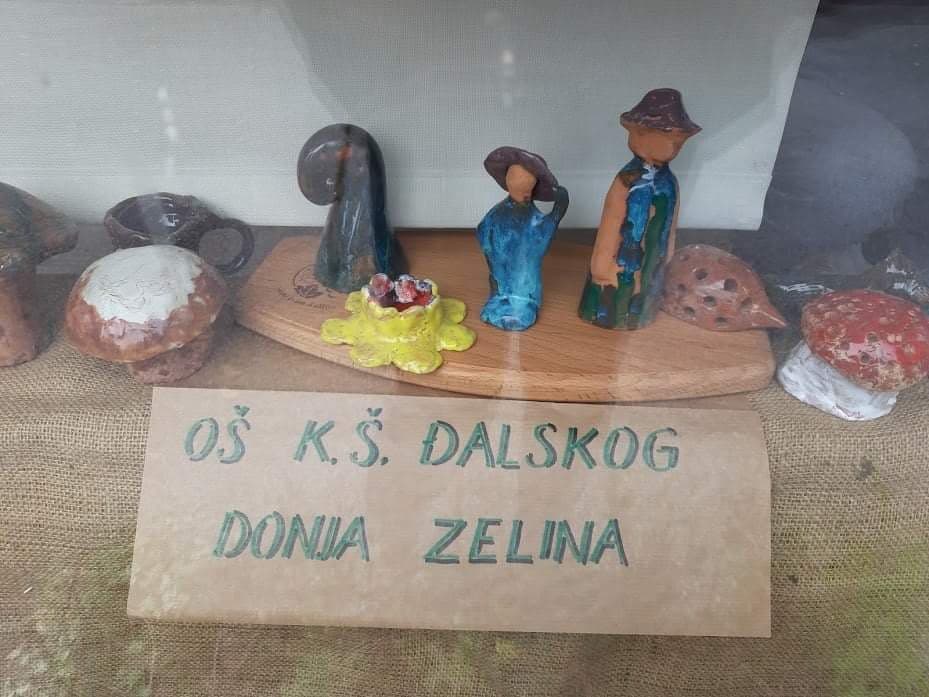 OŠ K.Š. ĐALSKOG
DONJA ZELINA